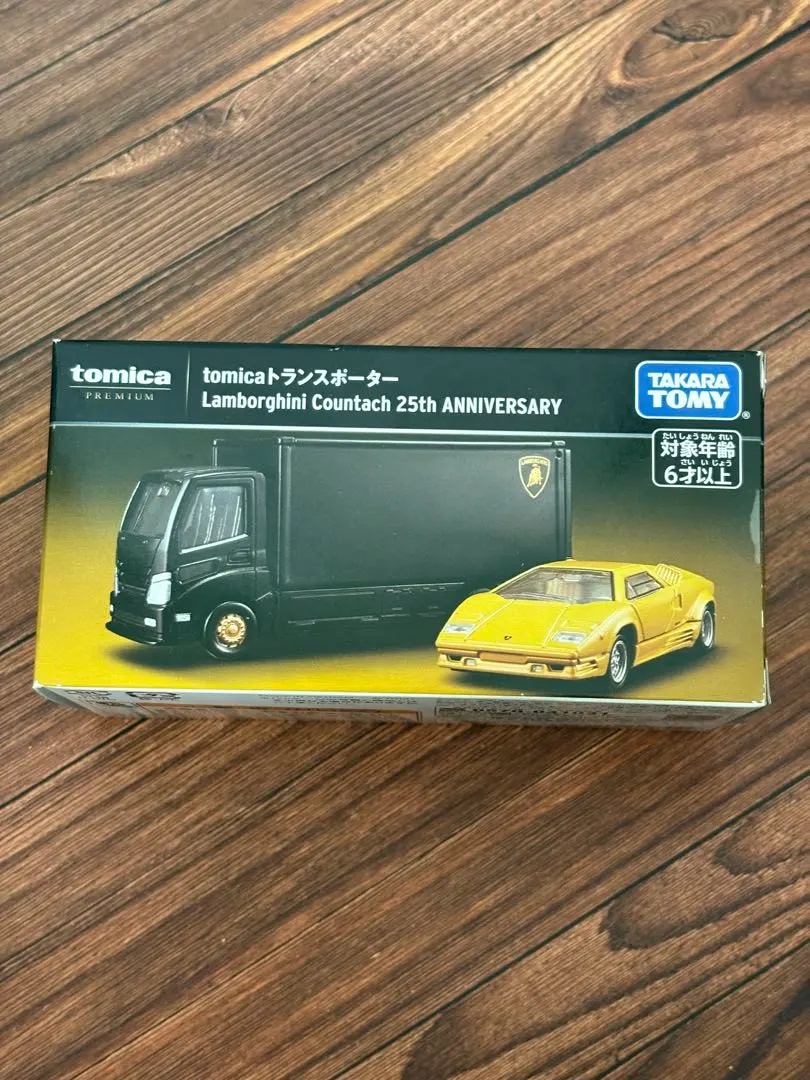 tomica
PREMIUM
tomicaトランスポーター
Lamborghini Countach 25th ANNIVERSARY
TAKARA
TOMY
®
たいしょうねんれい
対象年齢
さいいじょう
6才以上
LAMBORGHINI